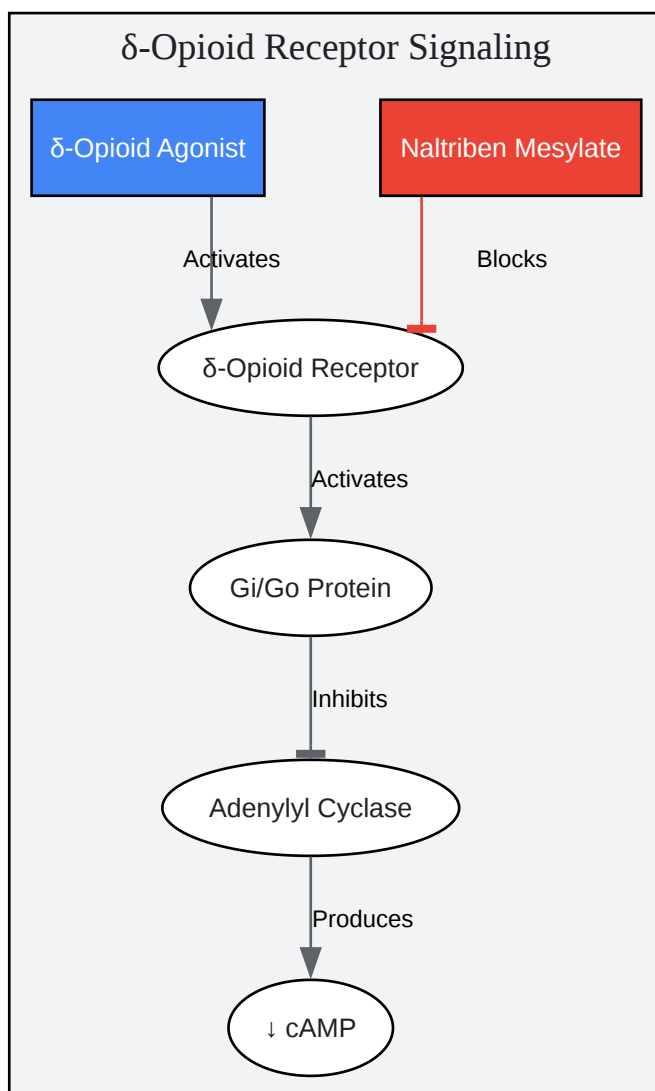 δ-Opioid Receptor Signaling
δ-Opioid Agonist
Naltriben Mesylate
Activates
Blocks
δ-Opioid Receptor
Activates
Gi/Go Protein
Inhibits
Adenylyl Cyclase
Produces
↓ cAMP